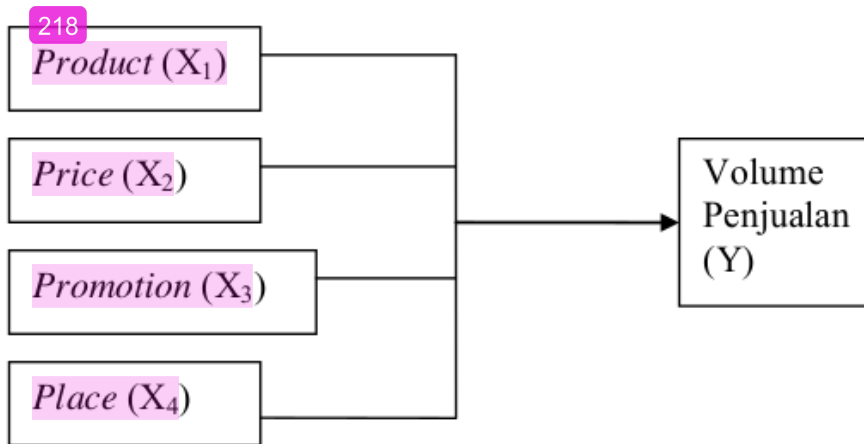 218
Product (X₁)
Price (X₂)
Promotion (X₃)
Place (X₄)
Volume
Penjualan
(Y)